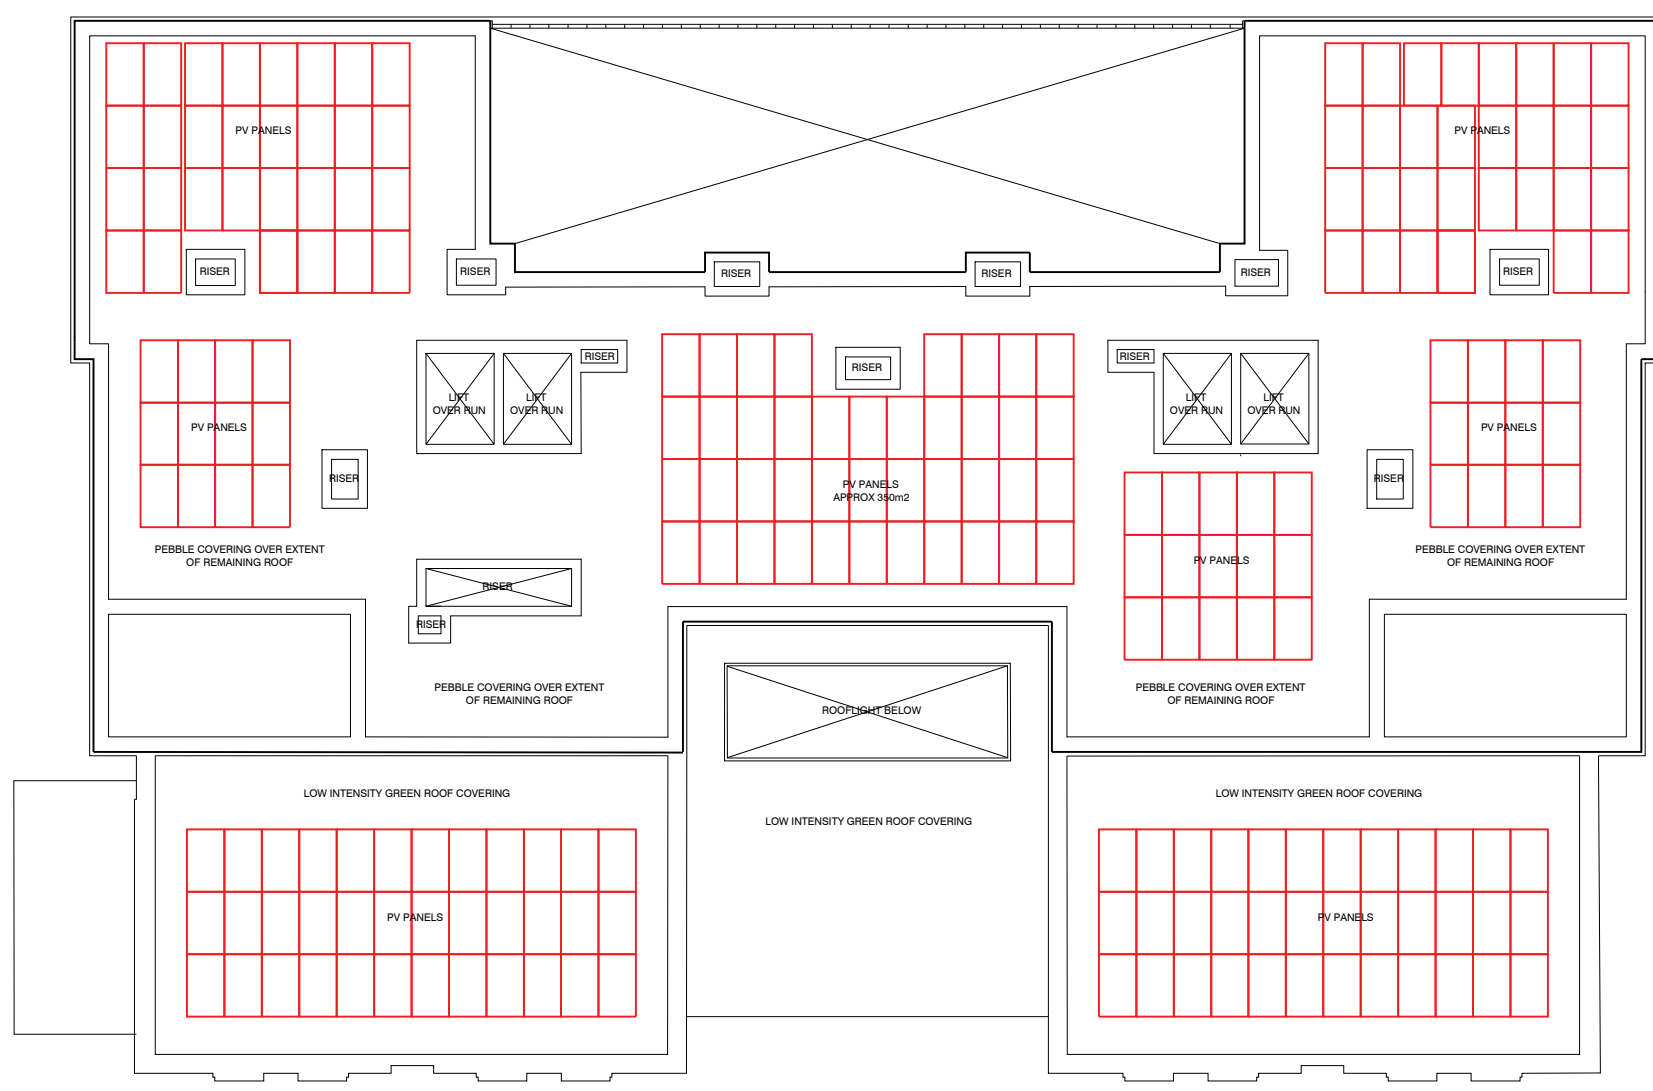 PV PANELS
PV PANELS
RISER
RISER
RISER
RISER
RISER
RISER
RISER
RISER
RISER
LIFT
OVER RUN
LIFT
OVER RUN
LIFT
OVER RUN
LIFT
OVER RUN
PV PANELS
PV PANELS
RISER
PV PANELS
APPROX 350m2
RISER
PEBBLE COVERING OVER EXTENT
OF REMAINING ROOF
PV PANELS
PEBBLE COVERING OVER EXTENT
OF REMAINING ROOF
RISER
RISER
PEBBLE COVERING OVER EXTENT
OF REMAINING ROOF
PEBBLE COVERING OVER EXTENT
OF REMAINING ROOF
ROOFLIGHT BELOW
LOW INTENSITY GREEN ROOF COVERING
LOW INTENSITY GREEN ROOF COVERING
LOW INTENSITY GREEN ROOF COVERING
PV PANELS
PV PANELS